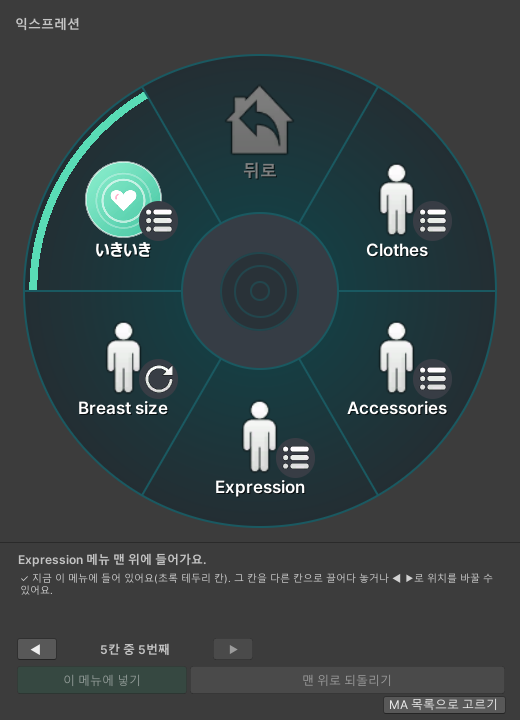 익스프레션
뒤로
いきいき
Clothes
Breast size
Accessories
Expression
Expression 메뉴 맨 위에 들어가요.
✓ 지금 이 메뉴에 들어 있어요(초록 테두리 칸). 그 칸을 다른 칸으로 끌어다 놓거나 ◀ ▶로 위치를 바꿀 수
있어요.
◀ 5칸 중 5번째 ▶
이 메뉴에 넣기 맨 위로 되돌리기
MA 목록으로 고르기